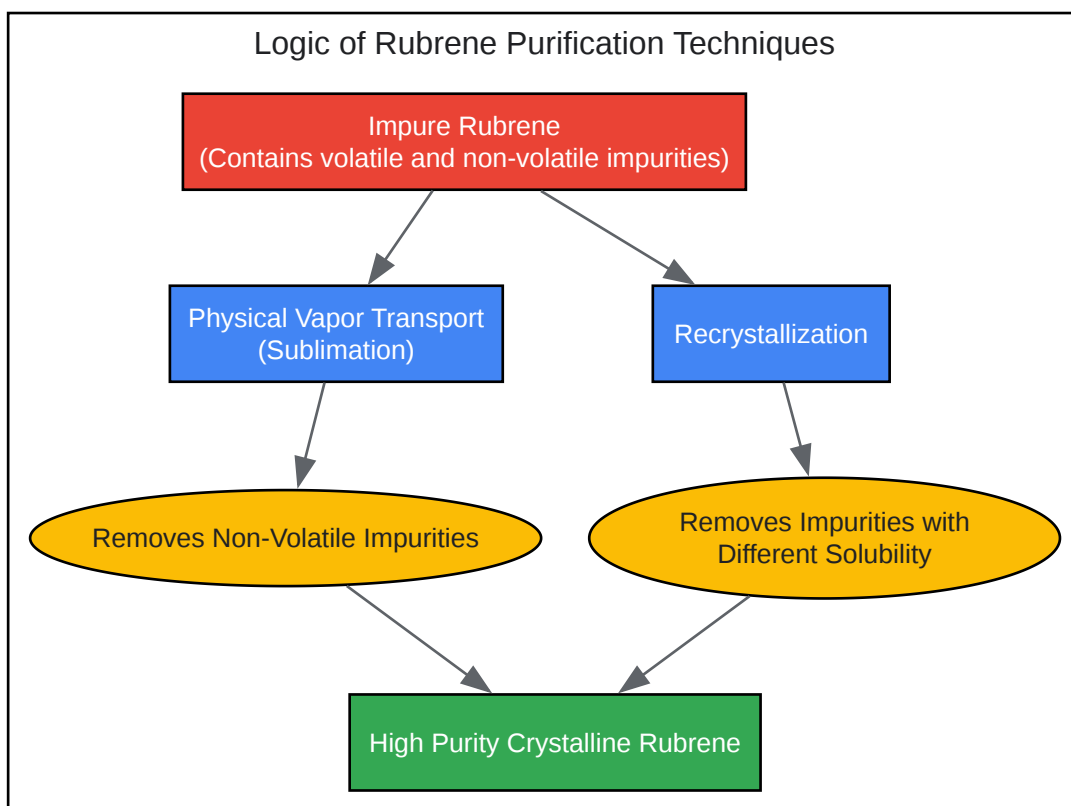 Logic of Rubrene Purification Techniques
Impure Rubrene
(Contains volatile and non-volatile impurities)
Physical Vapor Transport
(Sublimation)
Recrystallization
Removes Non-Volatile Impurities
Removes Impurities with
Different Solubility
High Purity Crystalline Rubrene